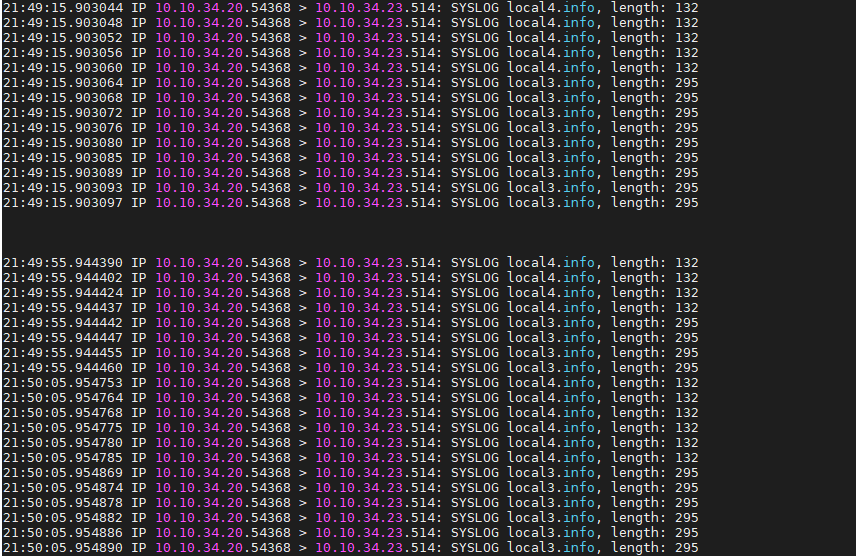 21:49:15.903044 IP 10.10.34.20.54368 > 10.10.34.23.514: SYSLOG local4.info, length: 132
21:49:15.903048 IP 10.10.34.20.54368 > 10.10.34.23.514: SYSLOG local4.info, length: 132
21:49:15.903052 IP 10.10.34.20.54368 > 10.10.34.23.514: SYSLOG local4.info, length: 132
21:49:15.903056 IP 10.10.34.20.54368 > 10.10.34.23.514: SYSLOG local4.info, length: 132
21:49:15.903060 IP 10.10.34.20.54368 > 10.10.34.23.514: SYSLOG local4.info, length: 132
21:49:15.903064 IP 10.10.34.20.54368 > 10.10.34.23.514: SYSLOG local3.info, length: 295
21:49:15.903068 IP 10.10.34.20.54368 > 10.10.34.23.514: SYSLOG local3.info, length: 295
21:49:15.903072 IP 10.10.34.20.54368 > 10.10.34.23.514: SYSLOG local3.info, length: 295
21:49:15.903076 IP 10.10.34.20.54368 > 10.10.34.23.514: SYSLOG local3.info, length: 295
21:49:15.903080 IP 10.10.34.20.54368 > 10.10.34.23.514: SYSLOG local3.info, length: 295
21:49:15.903085 IP 10.10.34.20.54368 > 10.10.34.23.514: SYSLOG local3.info, length: 295
21:49:15.903089 IP 10.10.34.20.54368 > 10.10.34.23.514: SYSLOG local3.info, length: 295
21:49:15.903093 IP 10.10.34.20.54368 > 10.10.34.23.514: SYSLOG local3.info, length: 295
21:49:15.903097 IP 10.10.34.20.54368 > 10.10.34.23.514: SYSLOG local3.info, length: 295
21:49:55.944390 IP 10.10.34.20.54368 > 10.10.34.23.514: SYSLOG local4.info, length: 132
21:49:55.944402 IP 10.10.34.20.54368 > 10.10.34.23.514: SYSLOG local4.info, length: 132
21:49:55.944424 IP 10.10.34.20.54368 > 10.10.34.23.514: SYSLOG local4.info, length: 132
21:49:55.944437 IP 10.10.34.20.54368 > 10.10.34.23.514: SYSLOG local4.info, length: 132
21:49:55.944442 IP 10.10.34.20.54368 > 10.10.34.23.514: SYSLOG local3.info, length: 295
21:49:55.944447 IP 10.10.34.20.54368 > 10.10.34.23.514: SYSLOG local3.info, length: 295
21:49:55.944455 IP 10.10.34.20.54368 > 10.10.34.23.514: SYSLOG local3.info, length: 295
21:49:55.944460 IP 10.10.34.20.54368 > 10.10.34.23.514: SYSLOG local3.info, length: 295
21:50:05.954753 IP 10.10.34.20.54368 > 10.10.34.23.514: SYSLOG local4.info, length: 132
21:50:05.954764 IP 10.10.34.20.54368 > 10.10.34.23.514: SYSLOG local4.info, length: 132
21:50:05.954768 IP 10.10.34.20.54368 > 10.10.34.23.514: SYSLOG local4.info, length: 132
21:50:05.954775 IP 10.10.34.20.54368 > 10.10.34.23.514: SYSLOG local4.info, length: 132
21:50:05.954780 IP 10.10.34.20.54368 > 10.10.34.23.514: SYSLOG local4.info, length: 132
21:50:05.954785 IP 10.10.34.20.54368 > 10.10.34.23.514: SYSLOG local4.info, length: 132
21:50:05.954869 IP 10.10.34.20.54368 > 10.10.34.23.514: SYSLOG local3.info, length: 295
21:50:05.954874 IP 10.10.34.20.54368 > 10.10.34.23.514: SYSLOG local3.info, length: 295
21:50:05.954878 IP 10.10.34.20.54368 > 10.10.34.23.514: SYSLOG local3.info, length: 295
21:50:05.954882 IP 10.10.34.20.54368 > 10.10.34.23.514: SYSLOG local3.info, length: 295
21:50:05.954886 IP 10.10.34.20.54368 > 10.10.34.23.514: SYSLOG local3.info, length: 295
21:50:05.954890 IP 10.10.34.20.54368 > 10.10.34.23.514: SYSLOG local3.info, length: 295